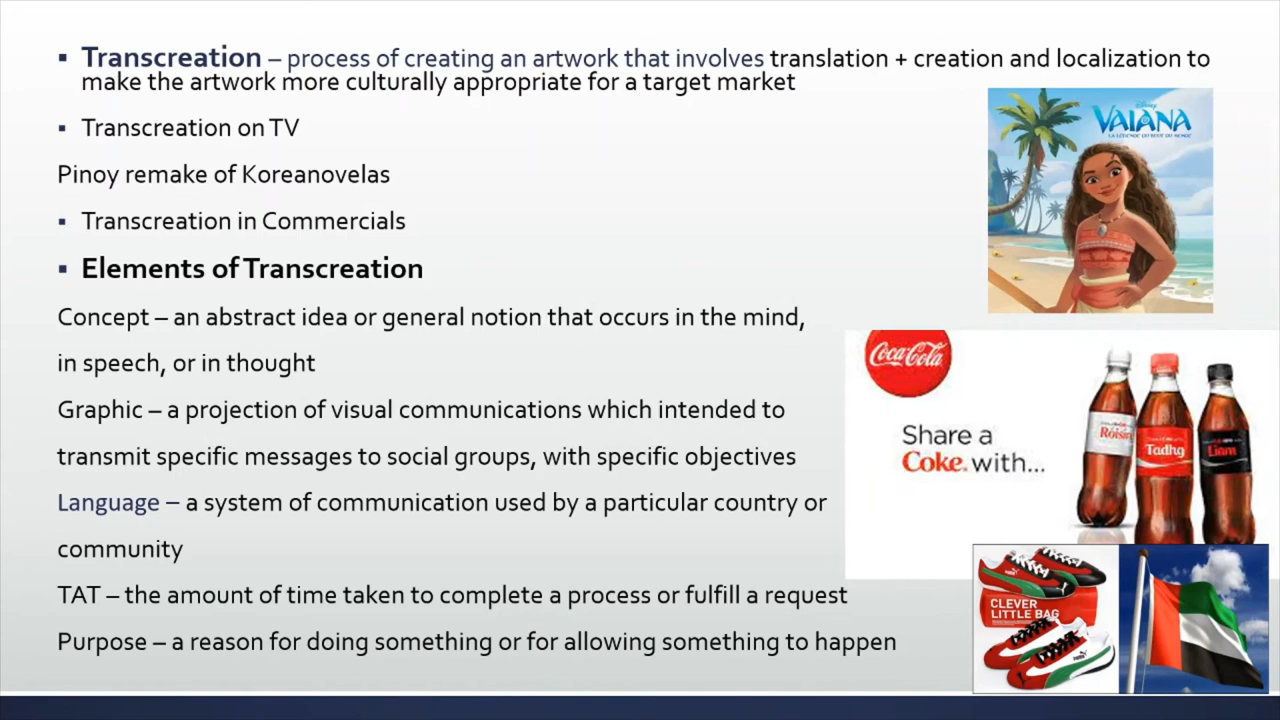 ▪ Transcreation – process of creating an artwork that involves translation + creation and localization to
make the artwork more culturally appropriate for a target market
▪ Transcreation on TV
Pinoy remake of Koreanovelas
▪ Transcreation in Commercials
▪ Elements of Transcreation
Concept – an abstract idea or general notion that occurs in the mind,
in speech, or in thought
Graphic – a projection of visual communications which intended to
transmit specific messages to social groups, with specific objectives
Language – a system of communication used by a particular country or
community
TAT – the amount of time taken to complete a process or fulfill a request
Purpose – a reason for doing something or for allowing something to happen
Disney
VAIANA
LA LÉGENDE DU BOUT DU MONDE
Coca-Cola
Share a
Coke. with...
Róisín
Tadhg
Liam
CLEVER
LITTLE BAG